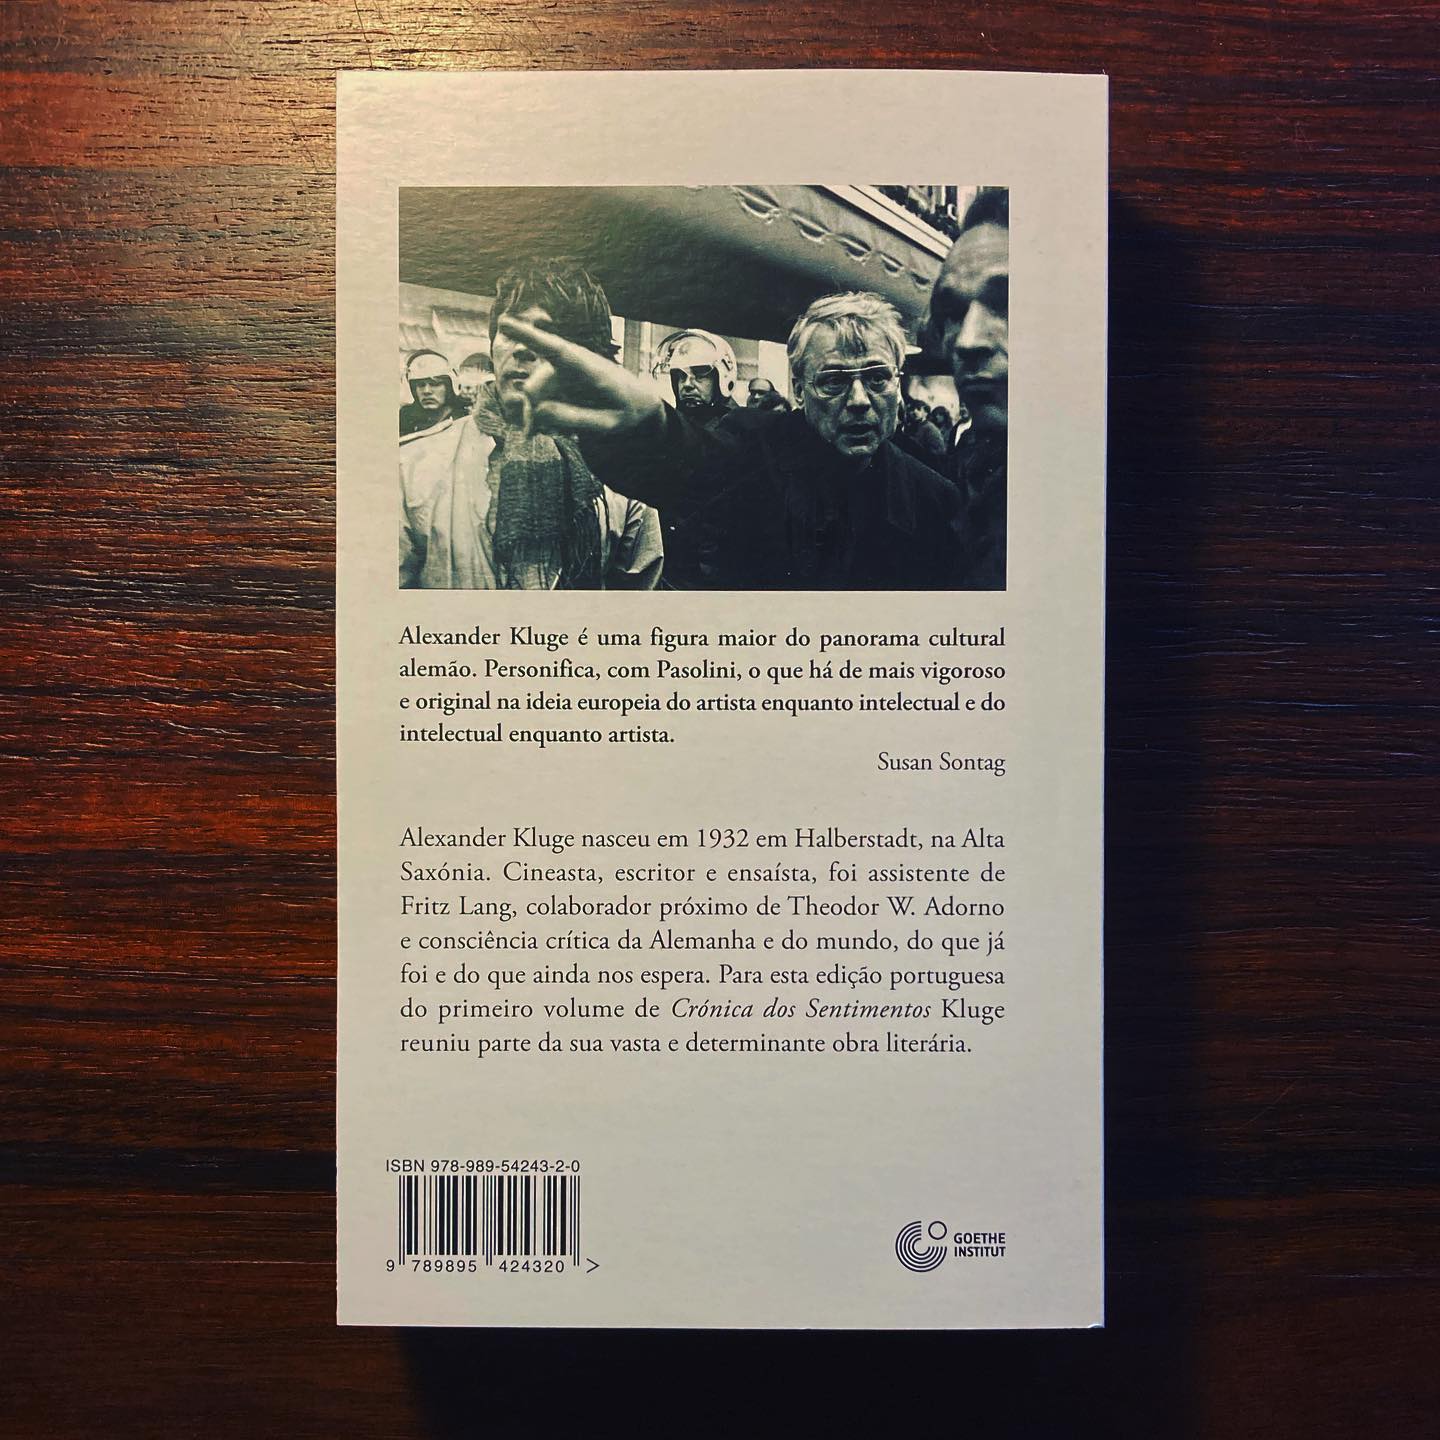 Alexander Kluge é uma figura maior do panorama cultural
alemão. Personifica, com Pasolini, o que há de mais vigoroso
e original na ideia europeia do artista enquanto intelectual e do
intelectual enquanto artista.
Susan Sontag
Alexander Kluge nasceu em 1932 em Halberstadt, na Alta
Saxónia. Cineasta, escritor e ensaísta, foi assistente de
Fritz Lang, colaborador próximo de Theodor W. Adorno
e consciência crítica da Alemanha e do mundo, do que já
foi e do que ainda nos espera. Para esta edição portuguesa
do primeiro volume de Crónica dos Sentimentos Kluge
reuniu parte da sua vasta e determinante obra literária.
ISBN 978-989-54243-2-0
9 789895 424320 >
GOETHE
INSTITUT